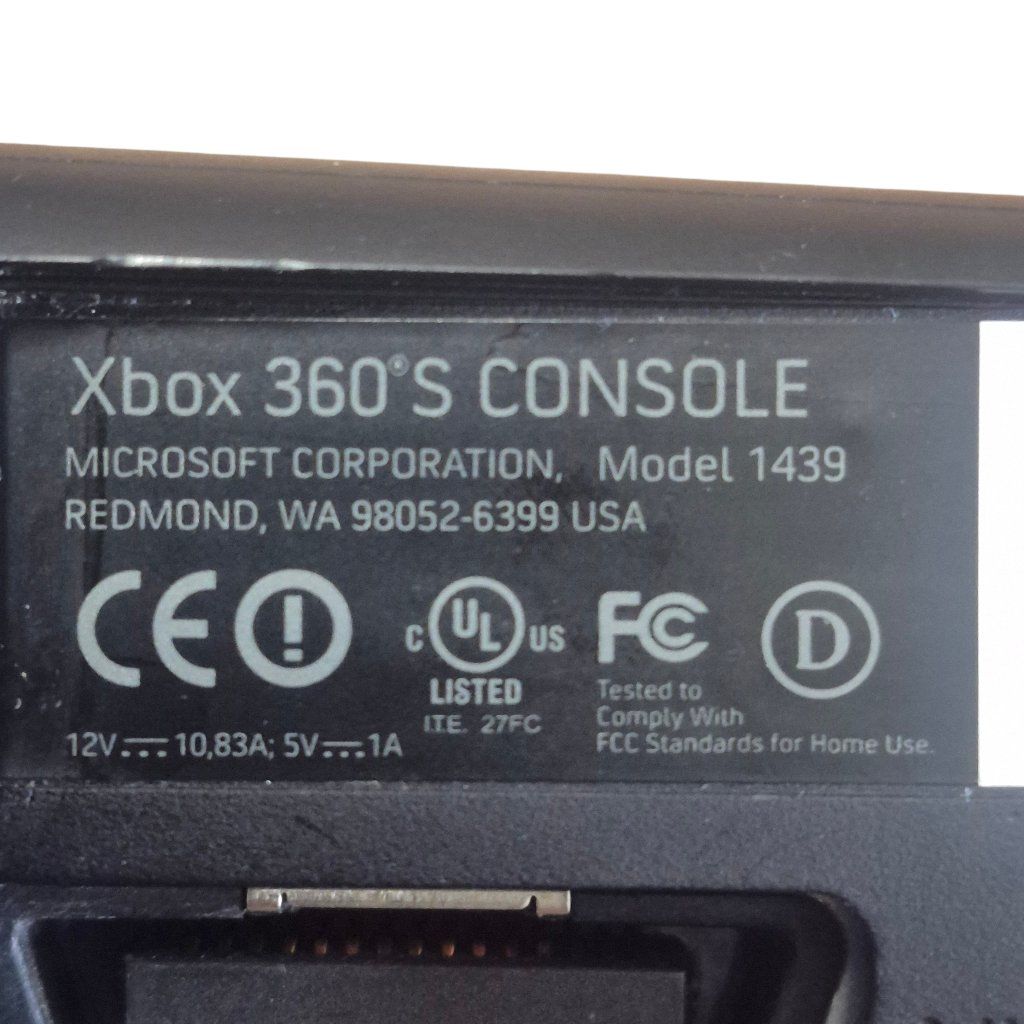 Xbox 360® S CONSOLE
MICROSOFT CORPORATION, Model 1439
REDMOND, WA 98052-6399 USA
CE
C UL US
LISTED
I.T.E. 27FC
FC
Tested to
Comply With
FCC Standards for Home Use.
D
12V 10,83A; 5V 1A